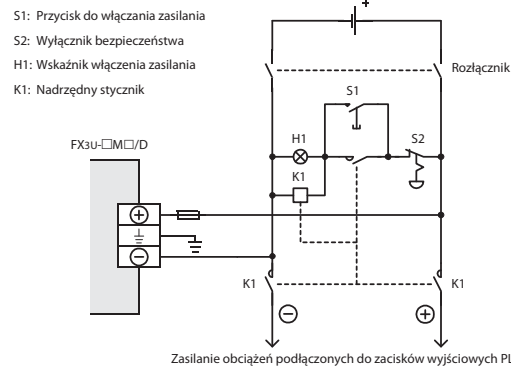 S1: Przycisk do włączania zasilania
S2: Wyłącznik bezpieczeństwa
H1: Wskaźnik włączenia zasilania
K1: Nadrzędny stycznik
+
Rozłącznik
S1
FX3U-□M□/D
H1
S2
K1
+
−
K1
K1
−
+
Zasilanie obciążeń podłączonych do zacisków wyjściowych PL